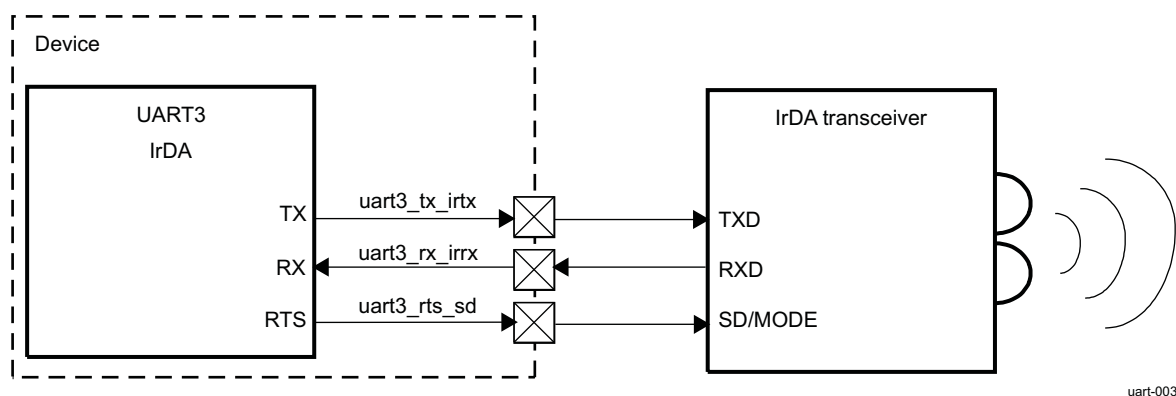 Device
UART3
IrDA
IrDA transceiver
TX
uart3_tx_irtx
TXD
RX
uart3_rx_irrx
RXD
RTS
uart3_rts_sd
SD/MODE
uart-003